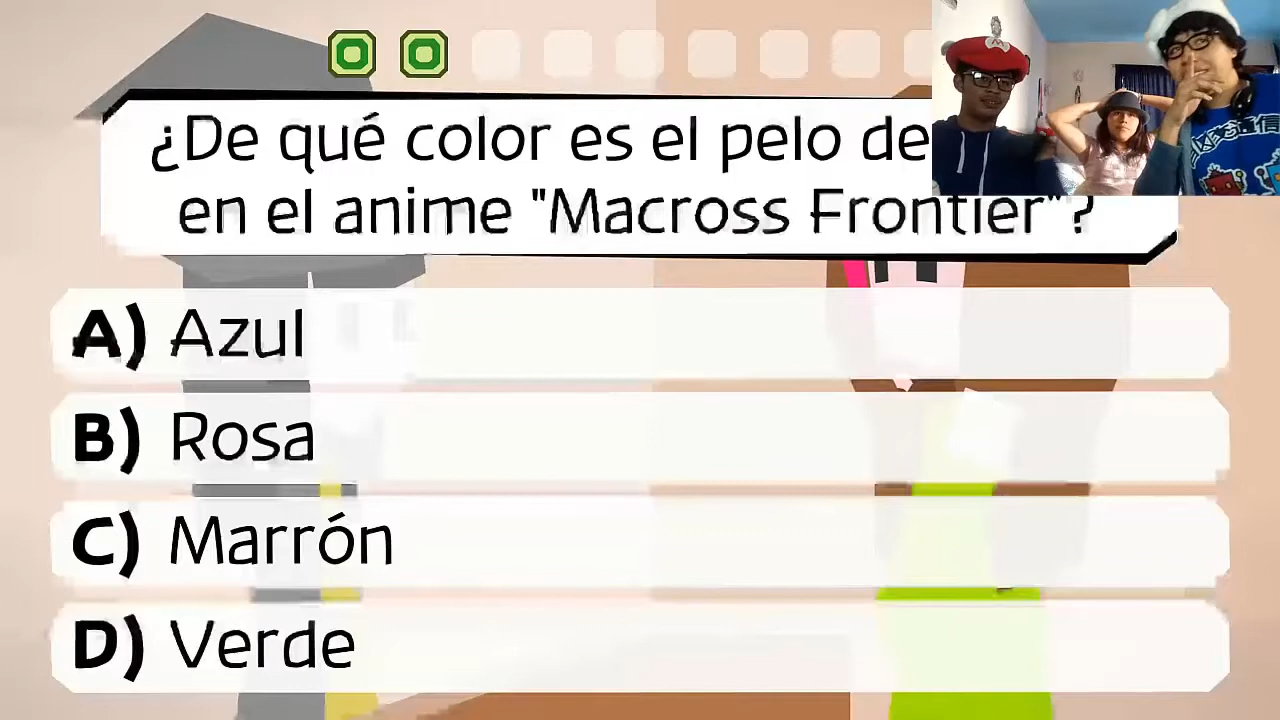 ¿De qué color es el pelo de
en el anime "Macross Frontier"?
A) Azul
B) Rosa
C) Marrón
D) Verde